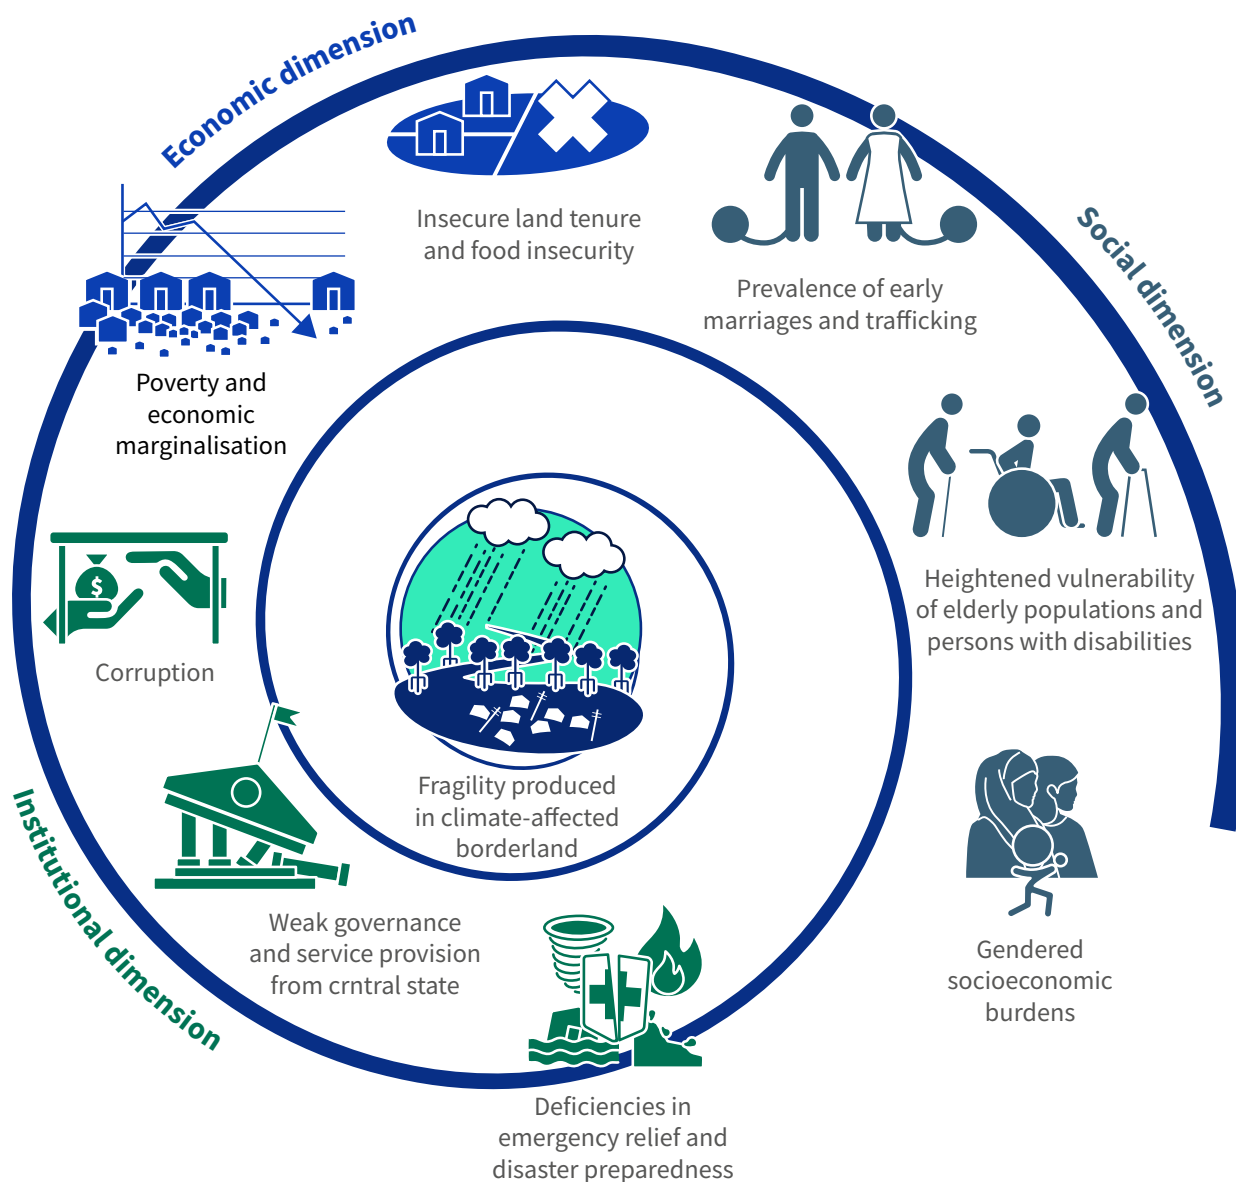 Economic dimension
Insecure land tenure
and food insecurity
Prevalence of early
marriages and trafficking
Social dimension
Poverty and
economic
marginalisation
Heightened vulnerability
of elderly populations and
persons with disabilities
$
Corruption
Fragility produced
in climate-affected
borderland
Institutional dimension
Weak governance
and service provision
from crntral state
Gendered
socioeconomic
burdens
Deficiencies in
emergency relief and
disaster preparedness